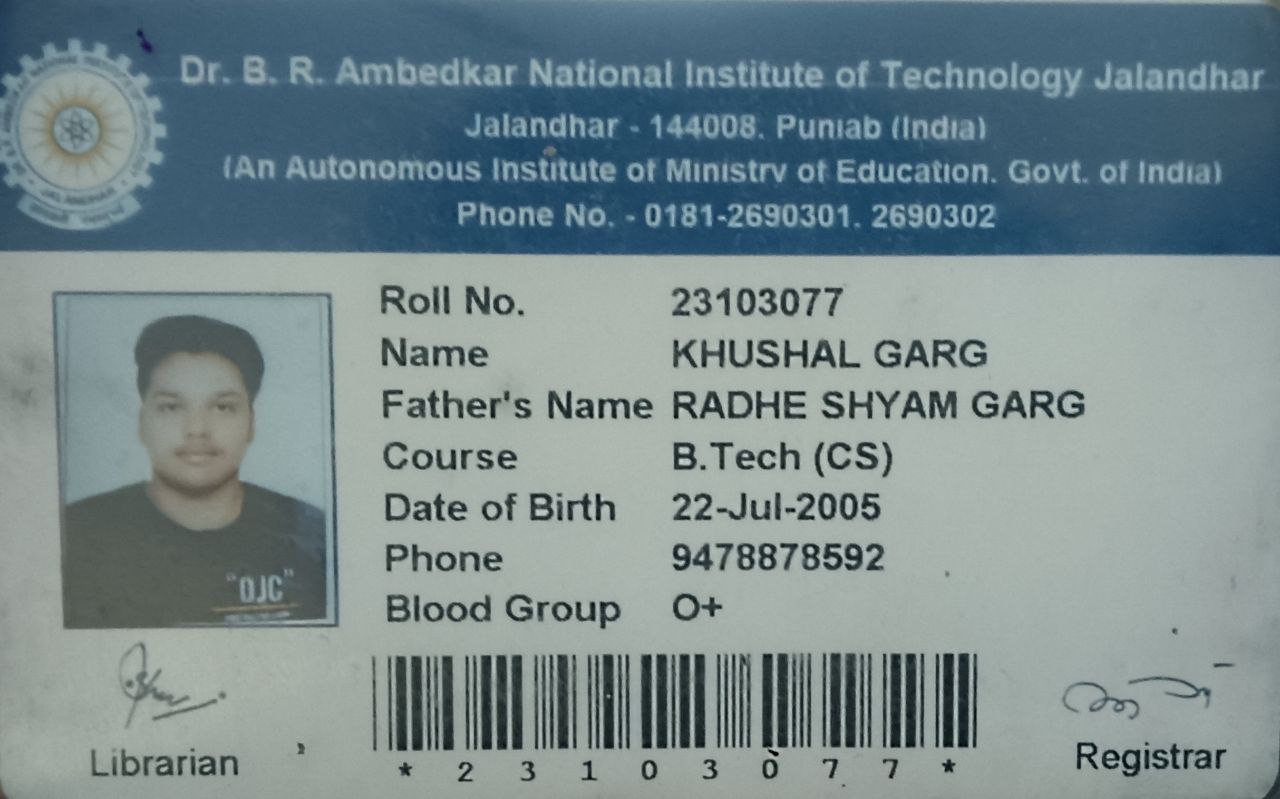 Dr. B. R. Ambedkar National Institute of Technology Jalandhar
Jalandhar - 144008. Punjab (India)
(An Autonomous Institute of Ministry of Education. Govt. of India)
Phone No. - 0181-2690301. 2690302
Roll No. 23103077
Name KHUSHAL GARG
Father's Name RADHE SHYAM GARG
Course B.Tech (CS)
Date of Birth 22-Jul-2005
Phone 9478878592
Blood Group O+
"OJC"
Librarian
* 2 3 1 0 3 0 7 7 *
Registrar